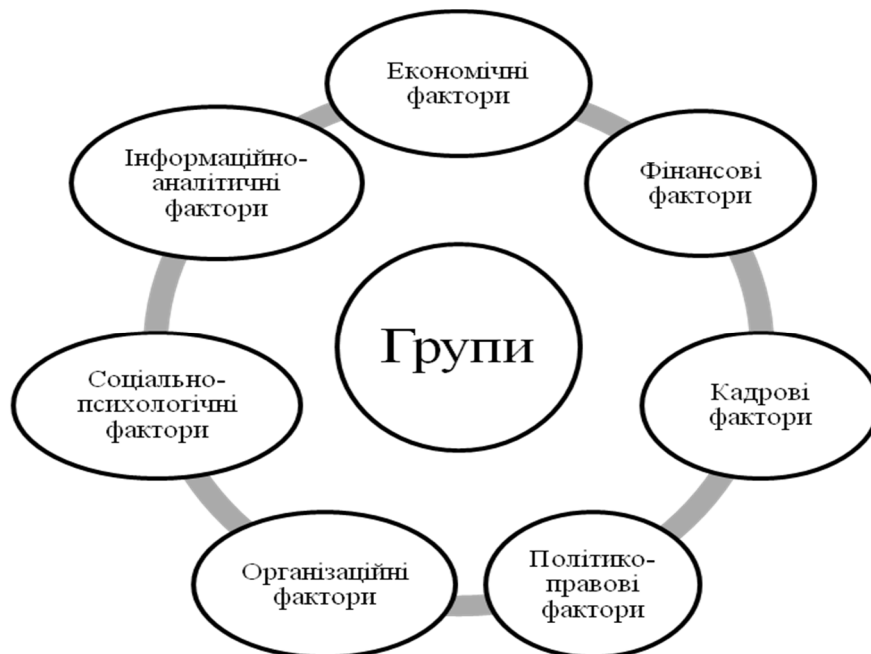 Економічні
фактори
Фінансові
фактори
Кадрові
фактори
Політико-
правові
фактори
Організаційні
фактори
Соціально-
психологічні
фактори
Інформаційно-
аналітичні
фактори
Групи